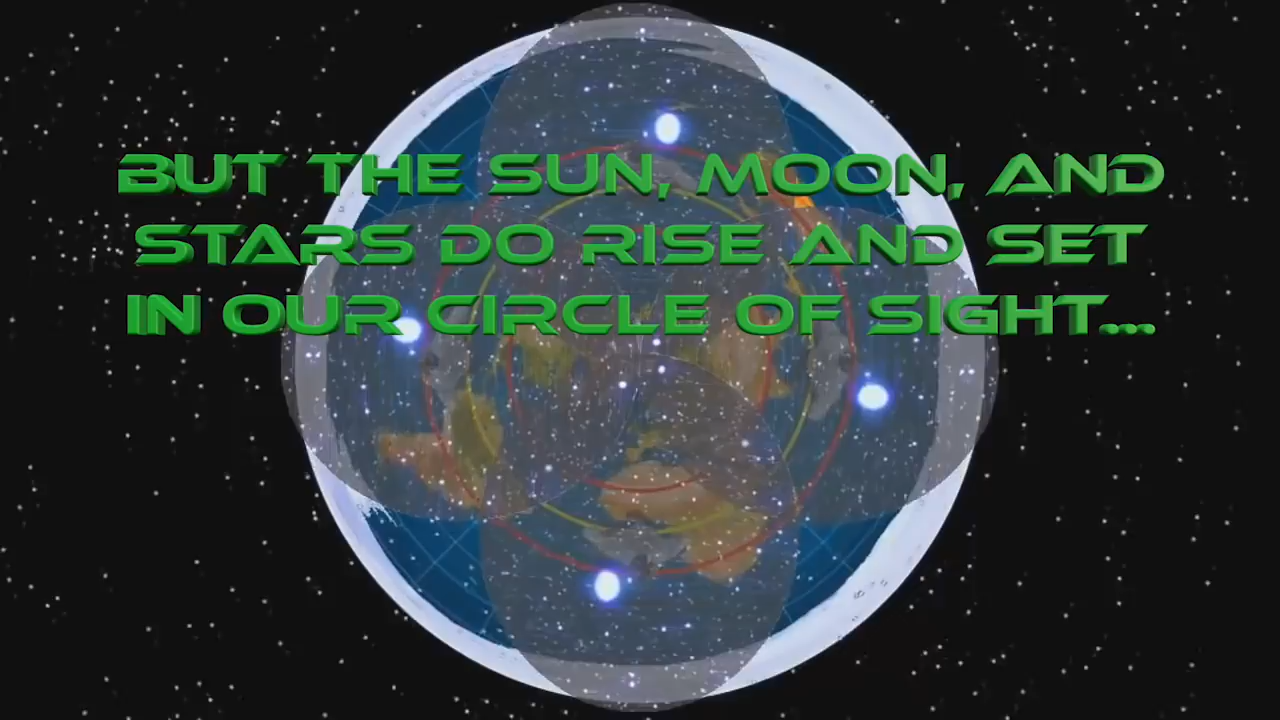 BUT THE SUN, MOON, AND
STARS DO RISE AND SET
IN OUR CIRCLE OF SIGHT...